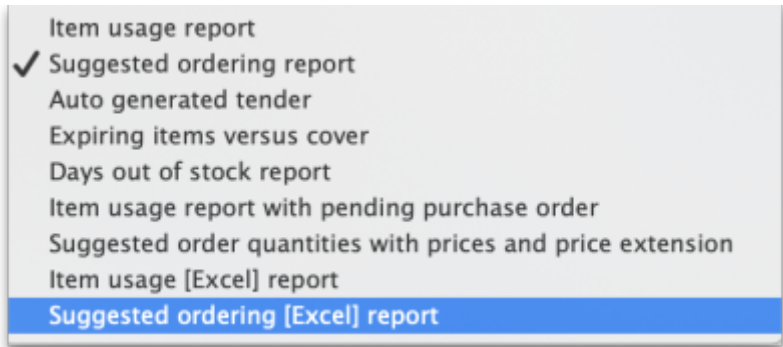 Item usage report
✓ Suggested ordering report
Auto generated tender
Expiring items versus cover
Days out of stock report
Item usage report with pending purchase order
Suggested order quantities with prices and price extension
Item usage [Excel] report
Suggested ordering [Excel] report